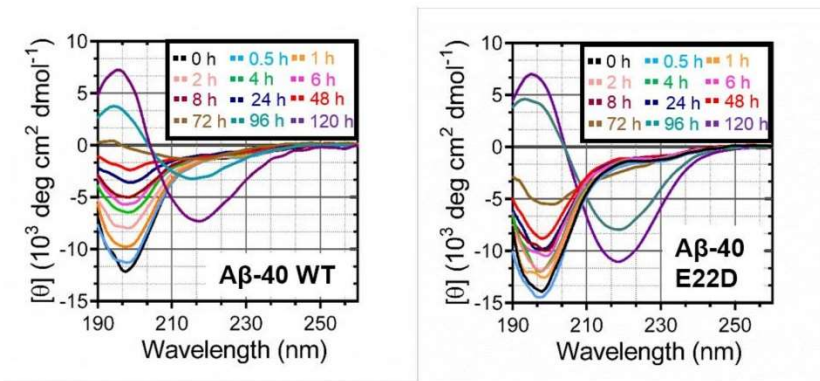 10
5
0
-5
-10
-15
[θ] (10³ deg cm² dmol⁻¹)
0 h 0.5 h 1 h
2 h 4 h 6 h
8 h 24 h 48 h
72 h 96 h 120 h
Aβ-40 WT
190 210 230 250
Wavelength (nm)
10
5
0
-5
-10
-15
[θ] (10³ deg cm² dmol⁻¹)
0 h 0.5 h 1 h
2 h 4 h 6 h
8 h 24 h 48 h
72 h 96 h 120 h
Aβ-40
E22D
190 210 230 250
Wavelength (nm)